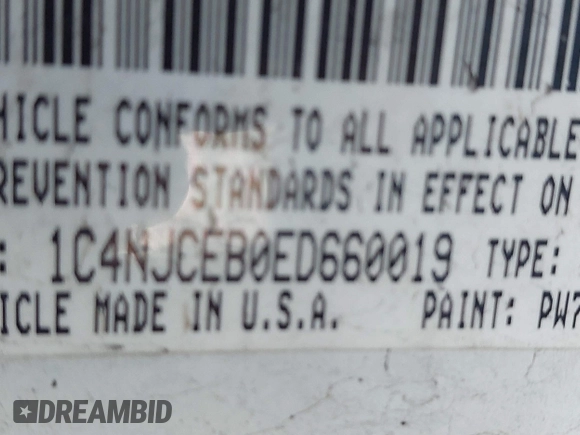 HICLE CONFORMS TO ALL APPLICABLE
REVENTION STANDARDS IN EFFECT ON
: 1C4NJCEB0ED660019 TYPE:
ICLE MADE IN U.S.A. PAINT: PW7
DREAMBID